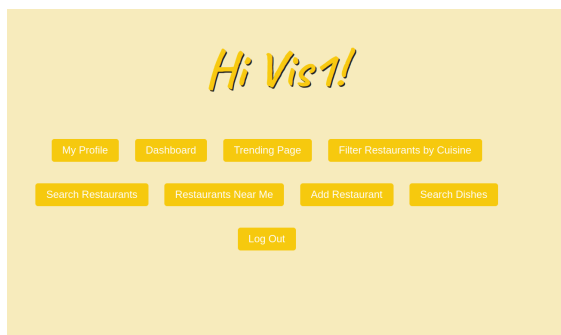 Hi Vis1!
My Profile Dashboard Trending Page Filter Restaurants by Cuisine
Search Restaurants Restaurants Near Me Add Restaurant Search Dishes
Log Out